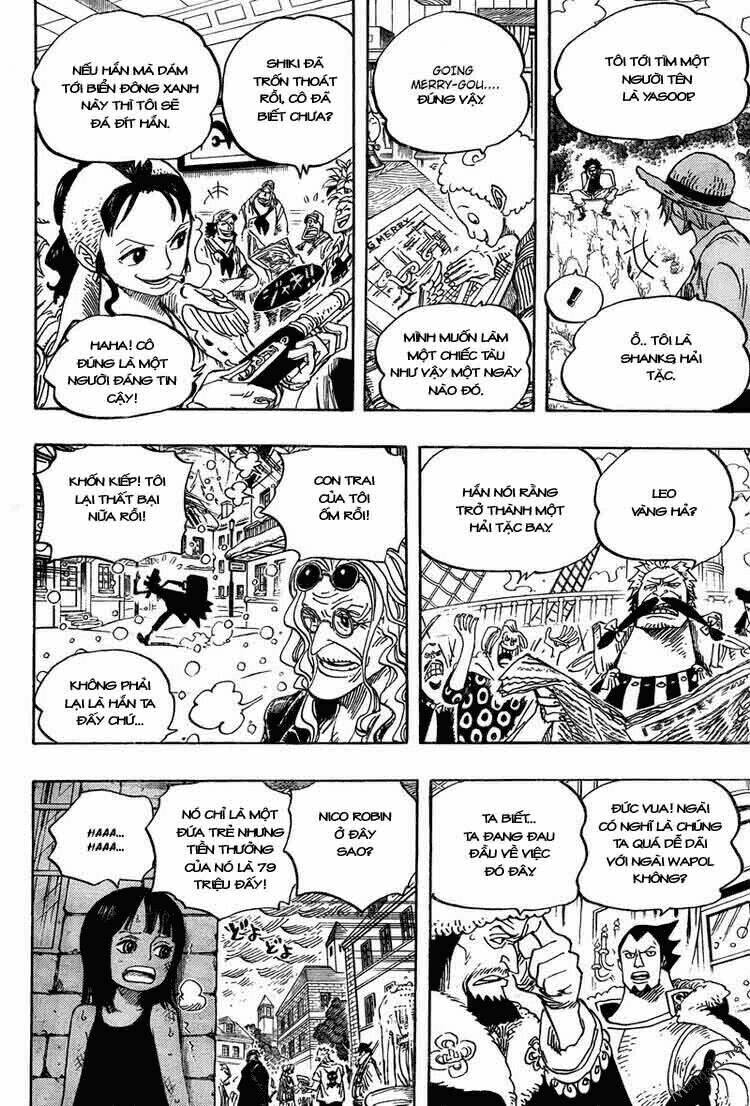 TÔI TỚI TÌM MỘT
NGƯỜI TÊN
LÀ YASOOP.
!
Ồ.. TÔI LÀ
SHANKS, HẢI
TẶC.
GOING
MERRY-GOU....
ĐÚNG VẬY.
G MERRY
MÌNH MUỐN LÀM
MỘT CHIẾC TÀU
NHƯ VẬY MỘT NGÀY
NÀO ĐÓ.
SHIKI ĐÃ
TRỐN THOÁT
RỒI, CÔ ĐÃ
BIẾT CHƯA?
NẾU HẮN MÀ DÁM
TỚI BIỂN ĐÔNG XANH
NÀY THÌ TÔI SẼ
ĐÁ ĐÍT HẮN.
HAHA! CÔ
ĐÚNG LÀ MỘT
NGƯỜI ĐÁNG TIN
CẬY!
LEO
VÀNG HẢ?
HẮN NÓI RẰNG
TRỞ THÀNH MỘT
HẢI TẶC BAY.
CON TRAI
CỦA TÔI
ỐM RỒI!
KHỐN KIẾP! TÔI
LẠI THẤT BẠI
NỮA RỒI!
KHÔNG PHẢI
LẠI LÀ HẮN TA
ĐẤY CHỨ...
ĐỨC VUA! NGÀI
CÓ NGHĨ LÀ CHÚNG
TA QUÁ DỄ DÃI
VỚI NGÀI WAPOL
KHÔNG?
TA BIẾT...
TA ĐANG ĐAU
ĐẦU VỀ VIỆC
ĐÓ ĐÂY
NICO ROBIN
Ở ĐÂY
SAO?
NÓ CHỈ LÀ MỘT
ĐỨA TRẺ NHƯNG
TIỀN THƯỞNG
CỦA NÓ LÀ 79
TRIỆU ĐẤY!
どよ
どよ
HAAA...
HAAA...